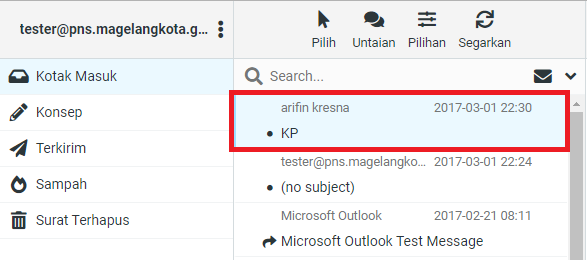 tester@pns.magelangkota.g...
Pilih Untaian Pilihan Segarkan
Kotak Masuk
Konsep
Terkirim
Sampah
Surat Terhapus
Search...
arifin kresna 2017-03-01 22:30
KP
tester@pns.magelangko... 2017-03-01 22:24
(no subject)
Microsoft Outlook 2017-02-21 08:11
Microsoft Outlook Test Message